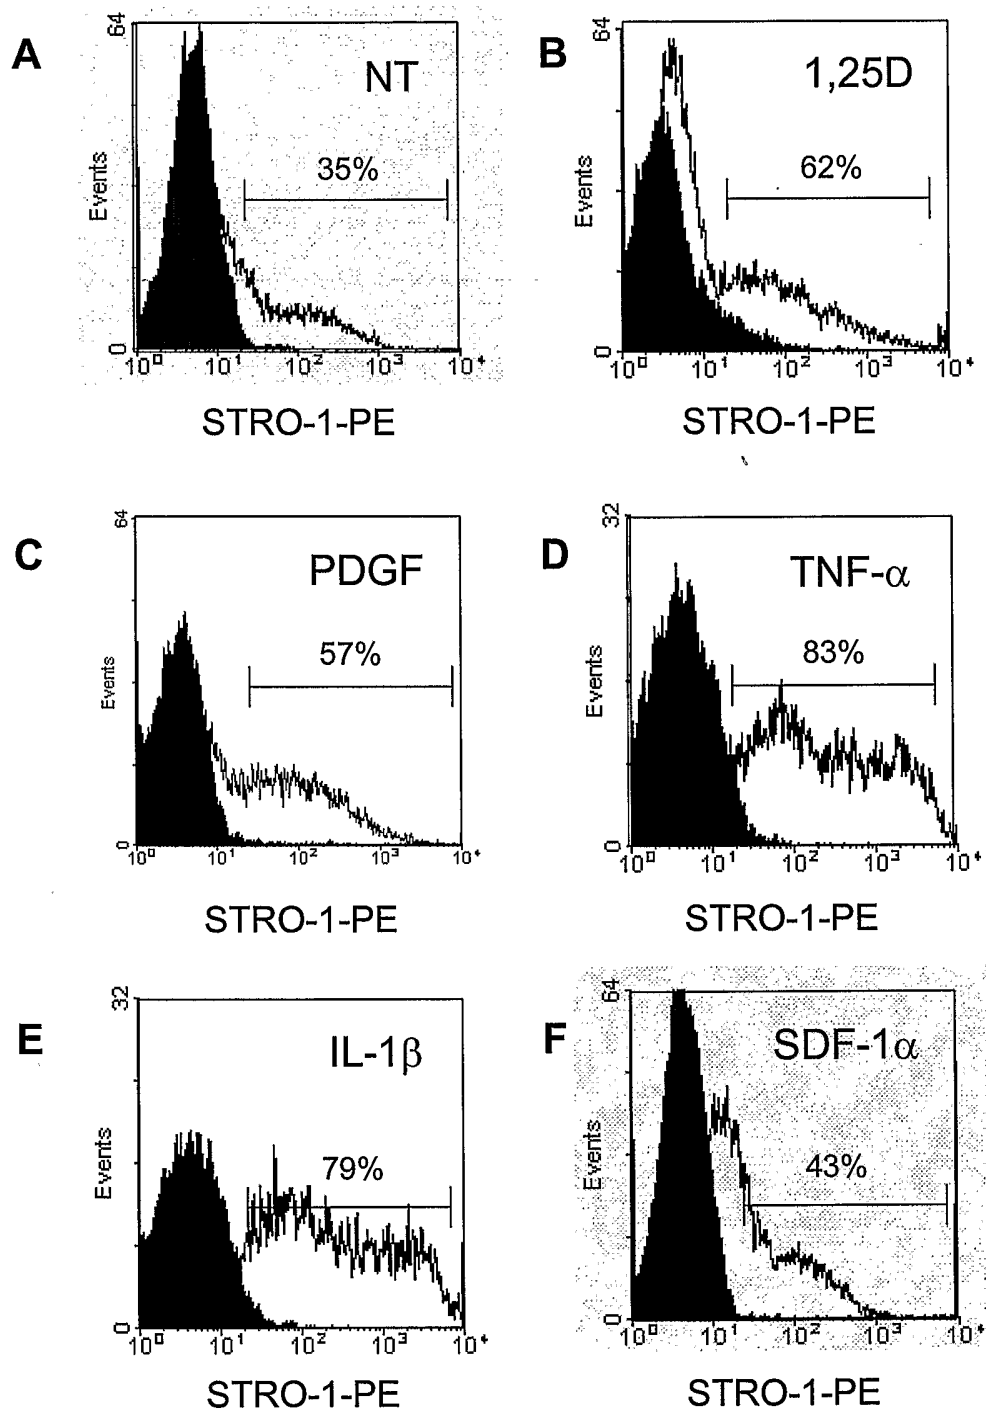 A
64
NT
35%
Events
0
10⁰ 10¹ 10² 10³ 10⁴
STRO-1-PE
B
64
1,25D
62%
Events
0
10⁰ 10¹ 10² 10³ 10⁴
STRO-1-PE
C
64
PDGF
57%
Events
0
10⁰ 10¹ 10² 10³ 10⁴
STRO-1-PE
D
32
TNF-α
83%
Events
0
10⁰ 10¹ 10² 10³ 10⁴
STRO-1-PE
E
32
IL-1β
79%
Events
0
10⁰ 10¹ 10² 10³ 10⁴
STRO-1-PE
F
64
SDF-1α
43%
Events
0
10⁰ 10¹ 10² 10³ 10⁴
STRO-1-PE